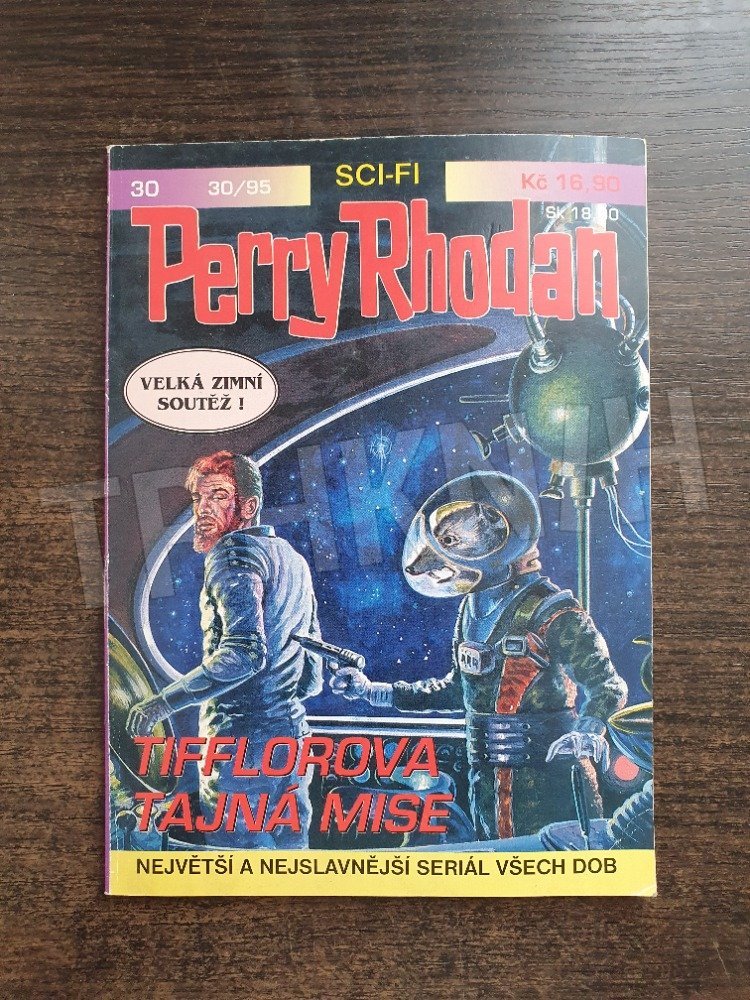 SCI-FI
30 30/95 Kč 16,90
Sk 18,90
Perry Rhodan
VELKÁ ZIMNÍ
SOUTĚŽ !
TPHKNIH
TIFFLOROVA
TAJNÁ MISE
NEJVĚTŠÍ A NEJSLAVNĚJŠÍ SERIÁL VŠECH DOB